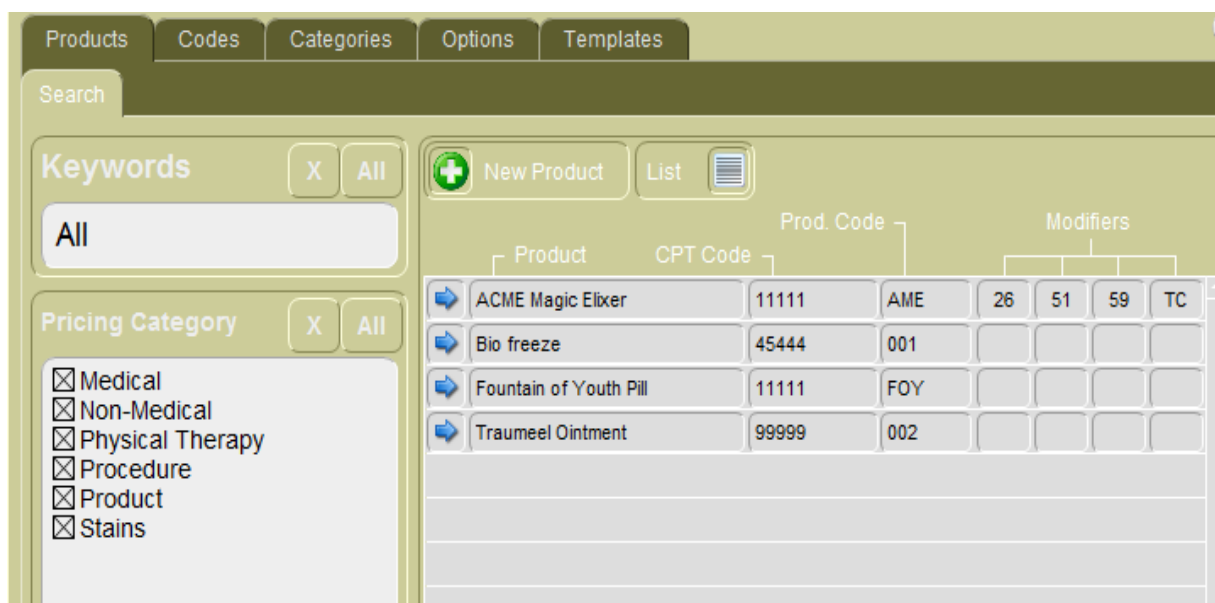 Products Codes Categories Options Templates
Search
Keywords X All
All
Pricing Category X All
Medical
Non-Medical
Physical Therapy
Procedure
Product
Stains
New Product List
Prod. Code Modifiers
Product CPT Code
ACME Magic Elixer 11111 AME 26 51 59 TC
Bio freeze 45444 001
Fountain of Youth Pill 11111 FOY
Traumeel Ointment 99999 002